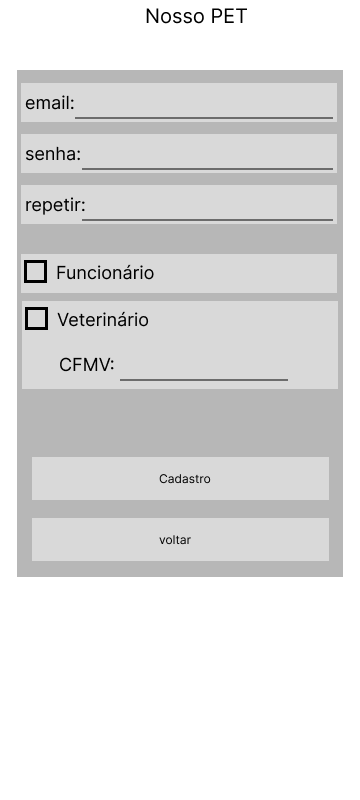 Nosso PET
email:
senha:
repetir:
Funcionário
Veterinário
CFMV:
Cadastro
voltar